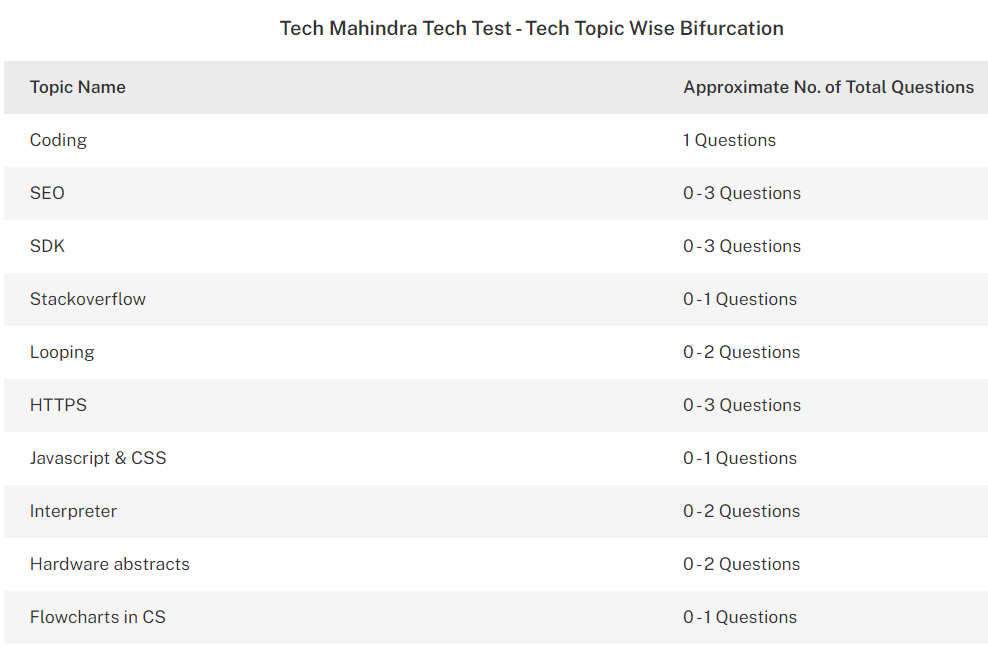 Tech Mahindra Tech Test - Tech Topic Wise Bifurcation
Topic Name Approximate No. of Total Questions
Coding 1 Questions
SEO 0 - 3 Questions
SDK 0 - 3 Questions
Stackoverflow 0 - 1 Questions
Looping 0 - 2 Questions
HTTPS 0 - 3 Questions
Javascript & CSS 0 - 1 Questions
Interpreter 0 - 2 Questions
Hardware abstracts 0 - 2 Questions
Flowcharts in CS 0 - 1 Questions